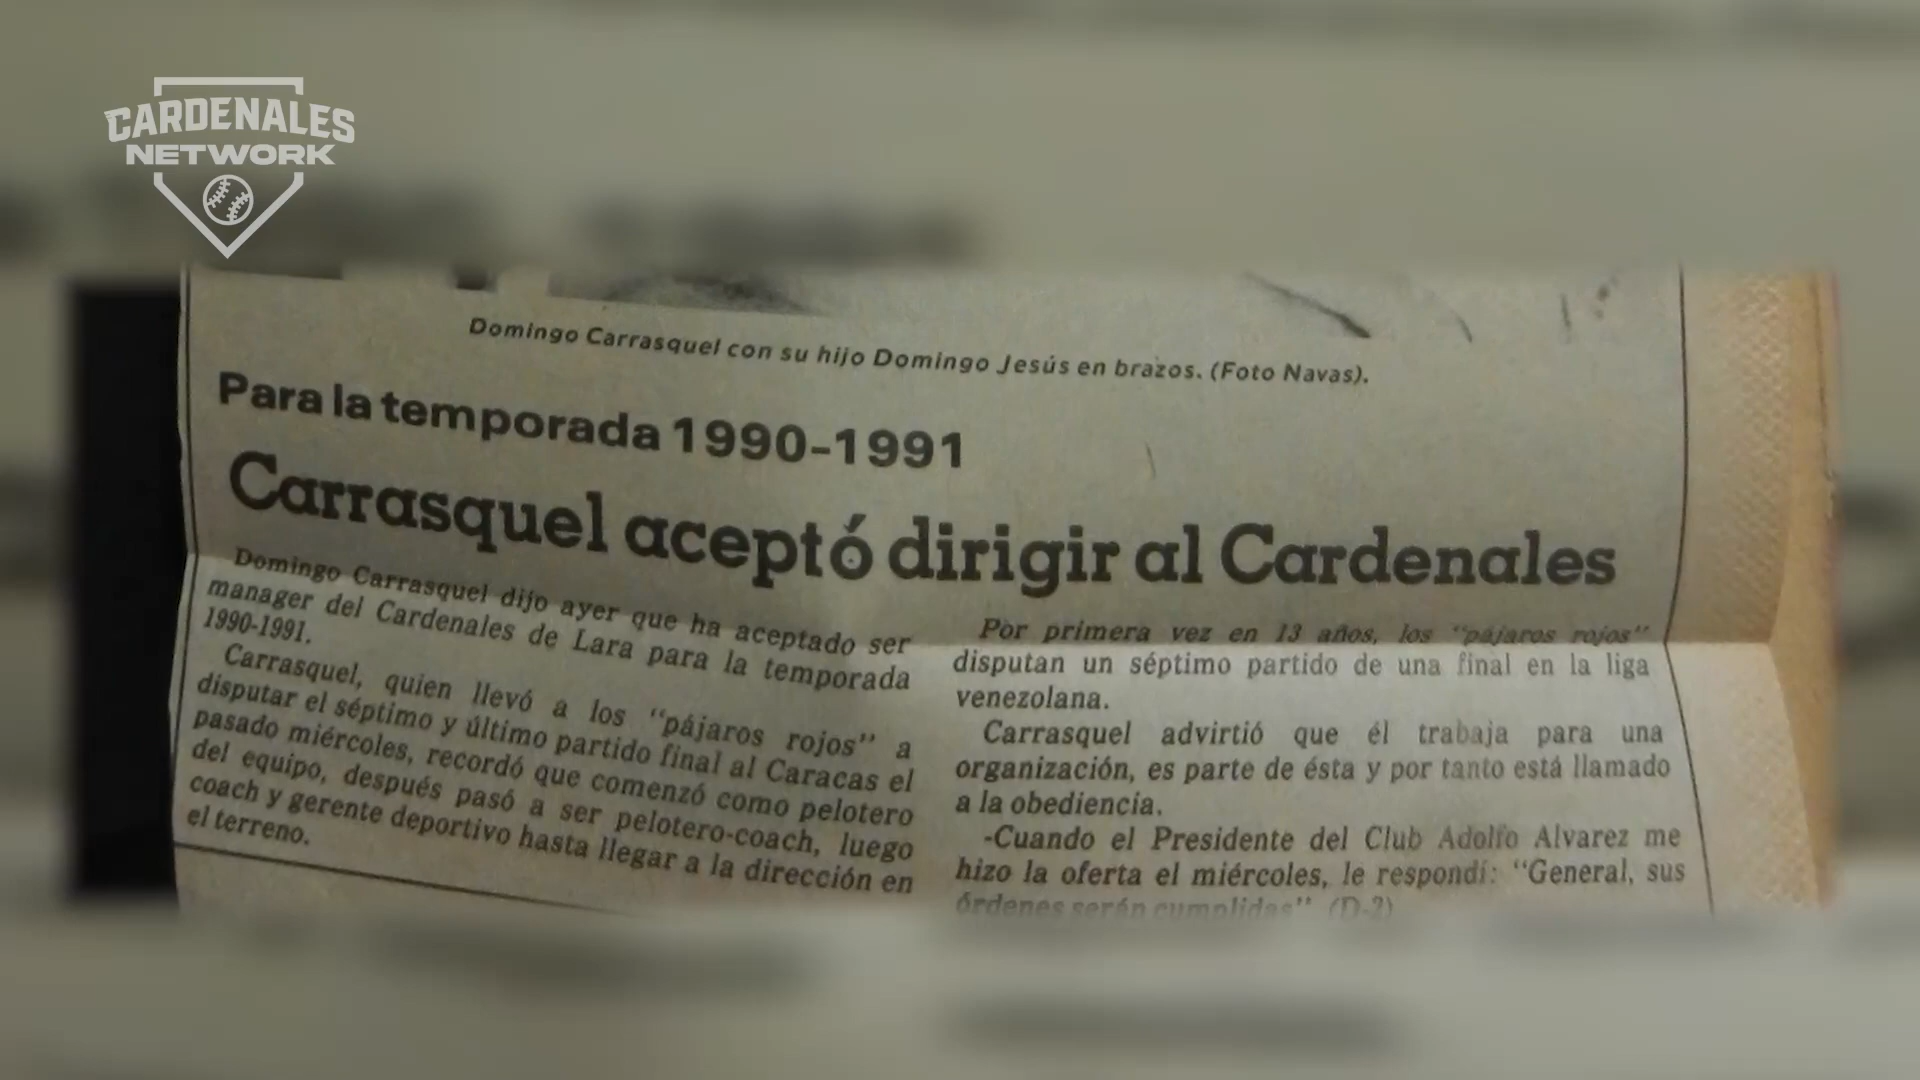 CARDENALES
NETWORK
Domingo Carrasquel con su hijo Domingo Jesús en brazos. (Foto Navas).
Para la temporada 1990-1991
Carrasquel aceptó dirigir al Cardenales
Domingo Carrasquel dijo ayer que ha aceptado ser
manager del Cardenales de Lara para la temporada
1990-1991.
Carrasquel, quien llevó a los "pájaros rojos" a
disputar el séptimo y último partido final al Caracas el
pasado miércoles, recordó que comenzó como pelotero
del equipo, después pasó a ser pelotero-coach, luego
coach y gerente deportivo hasta llegar a la dirección en
el terreno.
Por primera vez en 13 años, los "pájaros rojos"
disputan un séptimo partido de una final en la liga
venezolana.
Carrasquel advirtió que él trabaja para una
organización, es parte de ésta y por tanto está llamado
a la obediencia.
-Cuando el Presidente del Club Adolfo Alvarez me
hizo la oferta el miércoles, le respondí: "General, sus
órdenes serán cumplidas". (D-2)